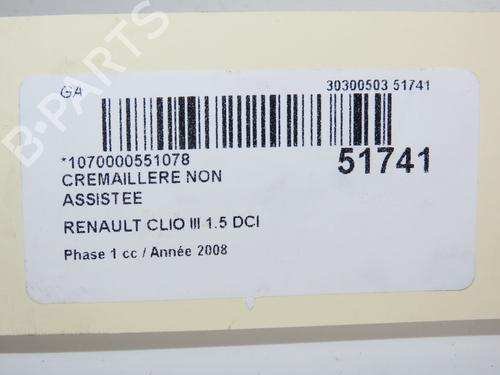 GA
30300503 51741
*1070000551078
51741
CREMAILLERE NON
ASSISTEE
RENAULT CLIO III 1.5 DCI
Phase 1 cc / Année 2008
B-PARTS